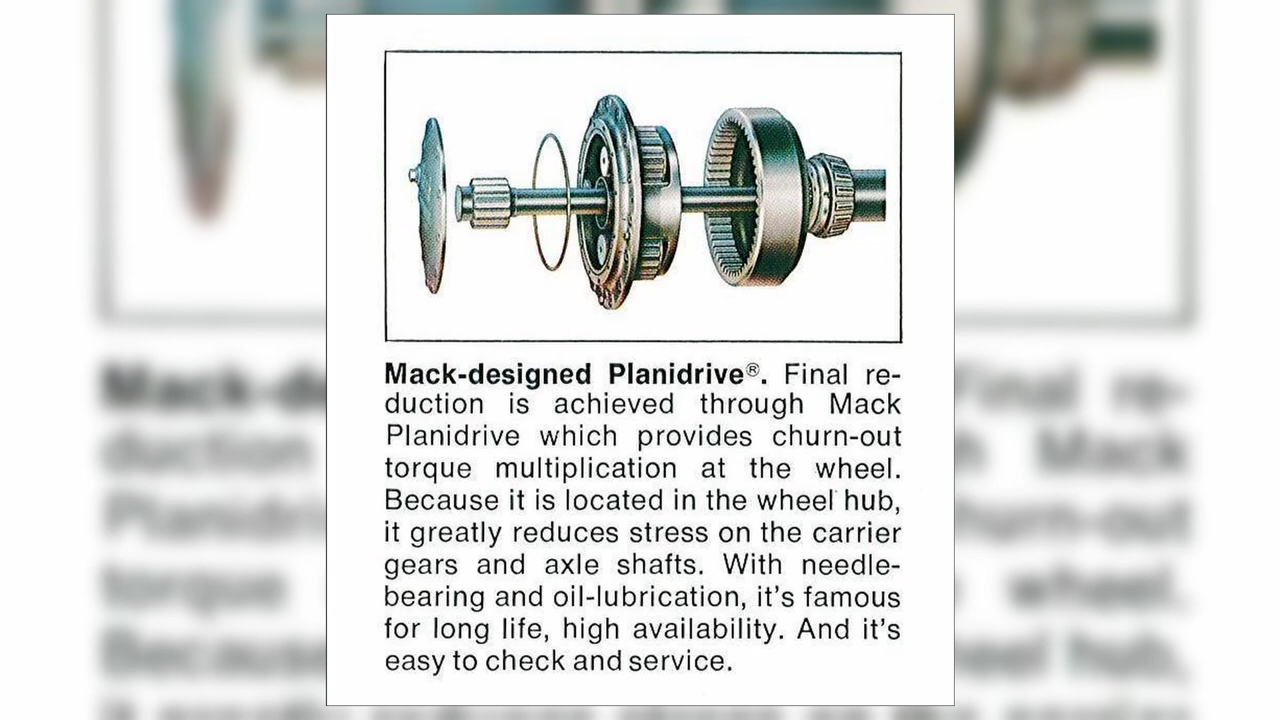 Mack-designed Planidrive®. Final re-
duction is achieved through Mack
Planidrive which provides churn-out
torque multiplication at the wheel.
Because it is located in the wheel hub,
it greatly reduces stress on the carrier
gears and axle shafts. With needle-
bearing and oil-lubrication, it's famous
for long life, high availability. And it's
easy to check and service.